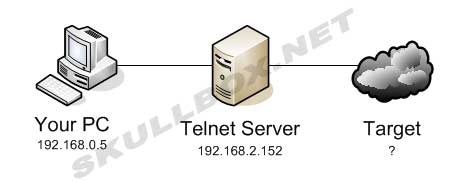 SKULLBOX.NET
Your PC
192.168.0.5
Telnet Server
192.168.2.152
Target
?